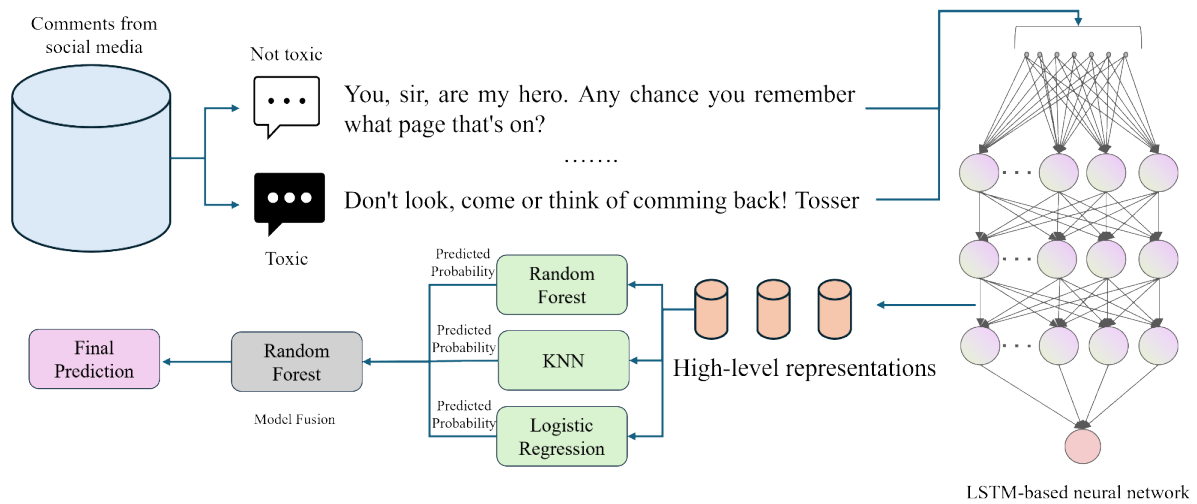 Comments from
social media
Not toxic
You, sir, are my hero. Any chance you remember
what page that's on?
.......
Don't look, come or think of comming back! Tosser
Toxic
Predicted
Probability
Random
Forest
Predicted
Probability
KNN
Predicted
Probability
Logistic
Regression
High-level representations
Final
Prediction
Random
Forest
Model Fusion
LSTM-based neural network